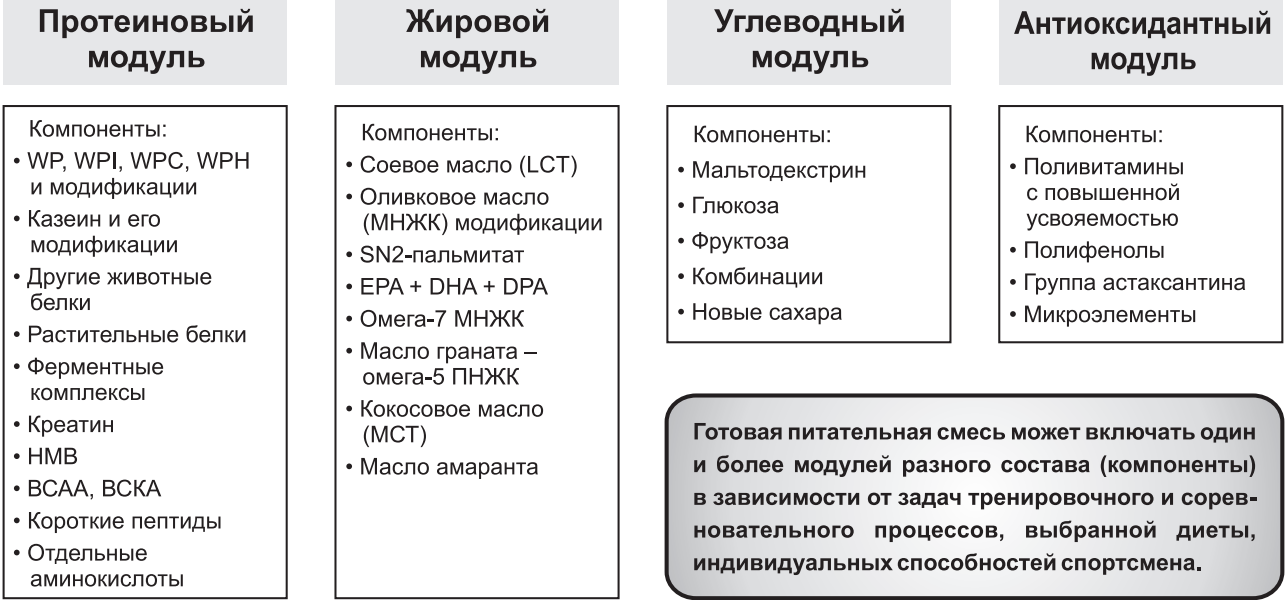 Протеиновый
модуль
Компоненты:
• WP, WPI, WPC, WPH
и модификации
• Казеин и его
модификации
• Другие животные
белки
• Растительные белки
• Ферментные
комплексы
• Креатин
• HMB
• BCAA, BCKA
• Короткие пептиды
• Отдельные
аминокислоты
Жировой
модуль
Компоненты:
• Соевое масло (LCT)
• Оливковое масло
(МНЖК) модификации
• SN2-пальмитат
• EPA + DHA + DPA
• Омега-7 МНЖК
• Масло граната –
омега-5 ПНЖК
• Кокосовое масло
(MCT)
• Масло амаранта
Углеводный
модуль
Компоненты:
• Мальтодекстрин
• Глюкоза
• Фруктоза
• Комбинации
• Новые сахара
Антиоксидантный
модуль
Компоненты:
• Поливитамины
с повышенной
усвояемостью
• Полифенолы
• Группа астаксантина
• Микроэлементы
Готовая питательная смесь может включать один
и более модулей разного состава (компоненты)
в зависимости от задач тренировочного и сорев-
новательного процессов, выбранной диеты,
индивидуальных способностей спортсмена.